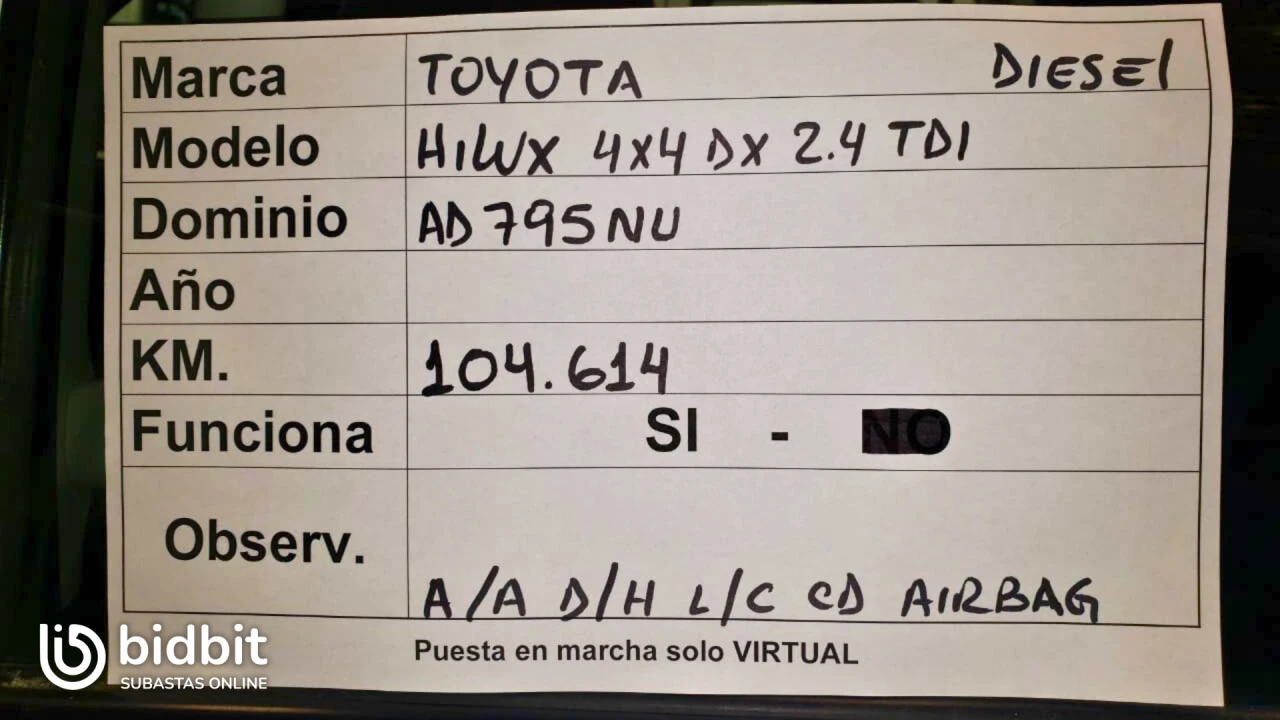 Marca TOYOTA DIESEL
Modelo HILUX 4X4 DX 2.4 TDI
Dominio AD795NU
Año
KM. 104.614
Funciona SI - NO
Observ. A/A D/H L/C CD AIRBAG
Puesta en marcha solo VIRTUAL
bidbit
SUBASTAS ONLINE